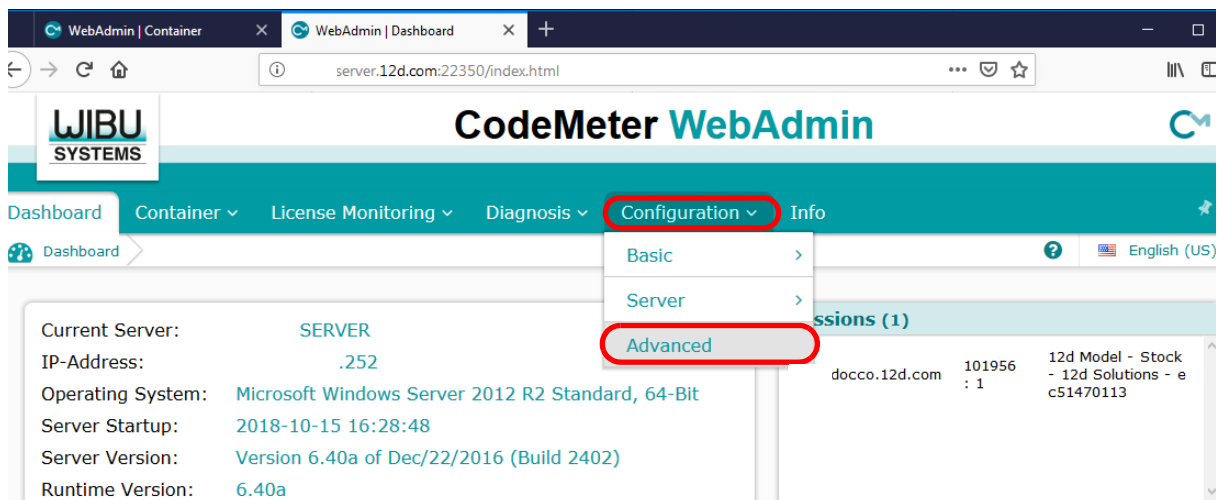 WebAdmin | Container
WebAdmin | Dashboard
server.12d.com:22350/index.html
WIBU
SYSTEMS
CodeMeter WebAdmin
Dashboard Container License Monitoring Diagnosis Configuration Info
Dashboard
English (US)
Basic
Server
Advanced
Current Server: SERVER
IP-Address: .252
Operating System: Microsoft Windows Server 2012 R2 Standard, 64-Bit
Server Startup: 2018-10-15 16:28:48
Server Version: Version 6.40a of Dec/22/2016 (Build 2402)
Runtime Version: 6.40a
ssions (1)
docco.12d.com
101956
: 1
12d Model - Stock
- 12d Solutions - e
c51470113